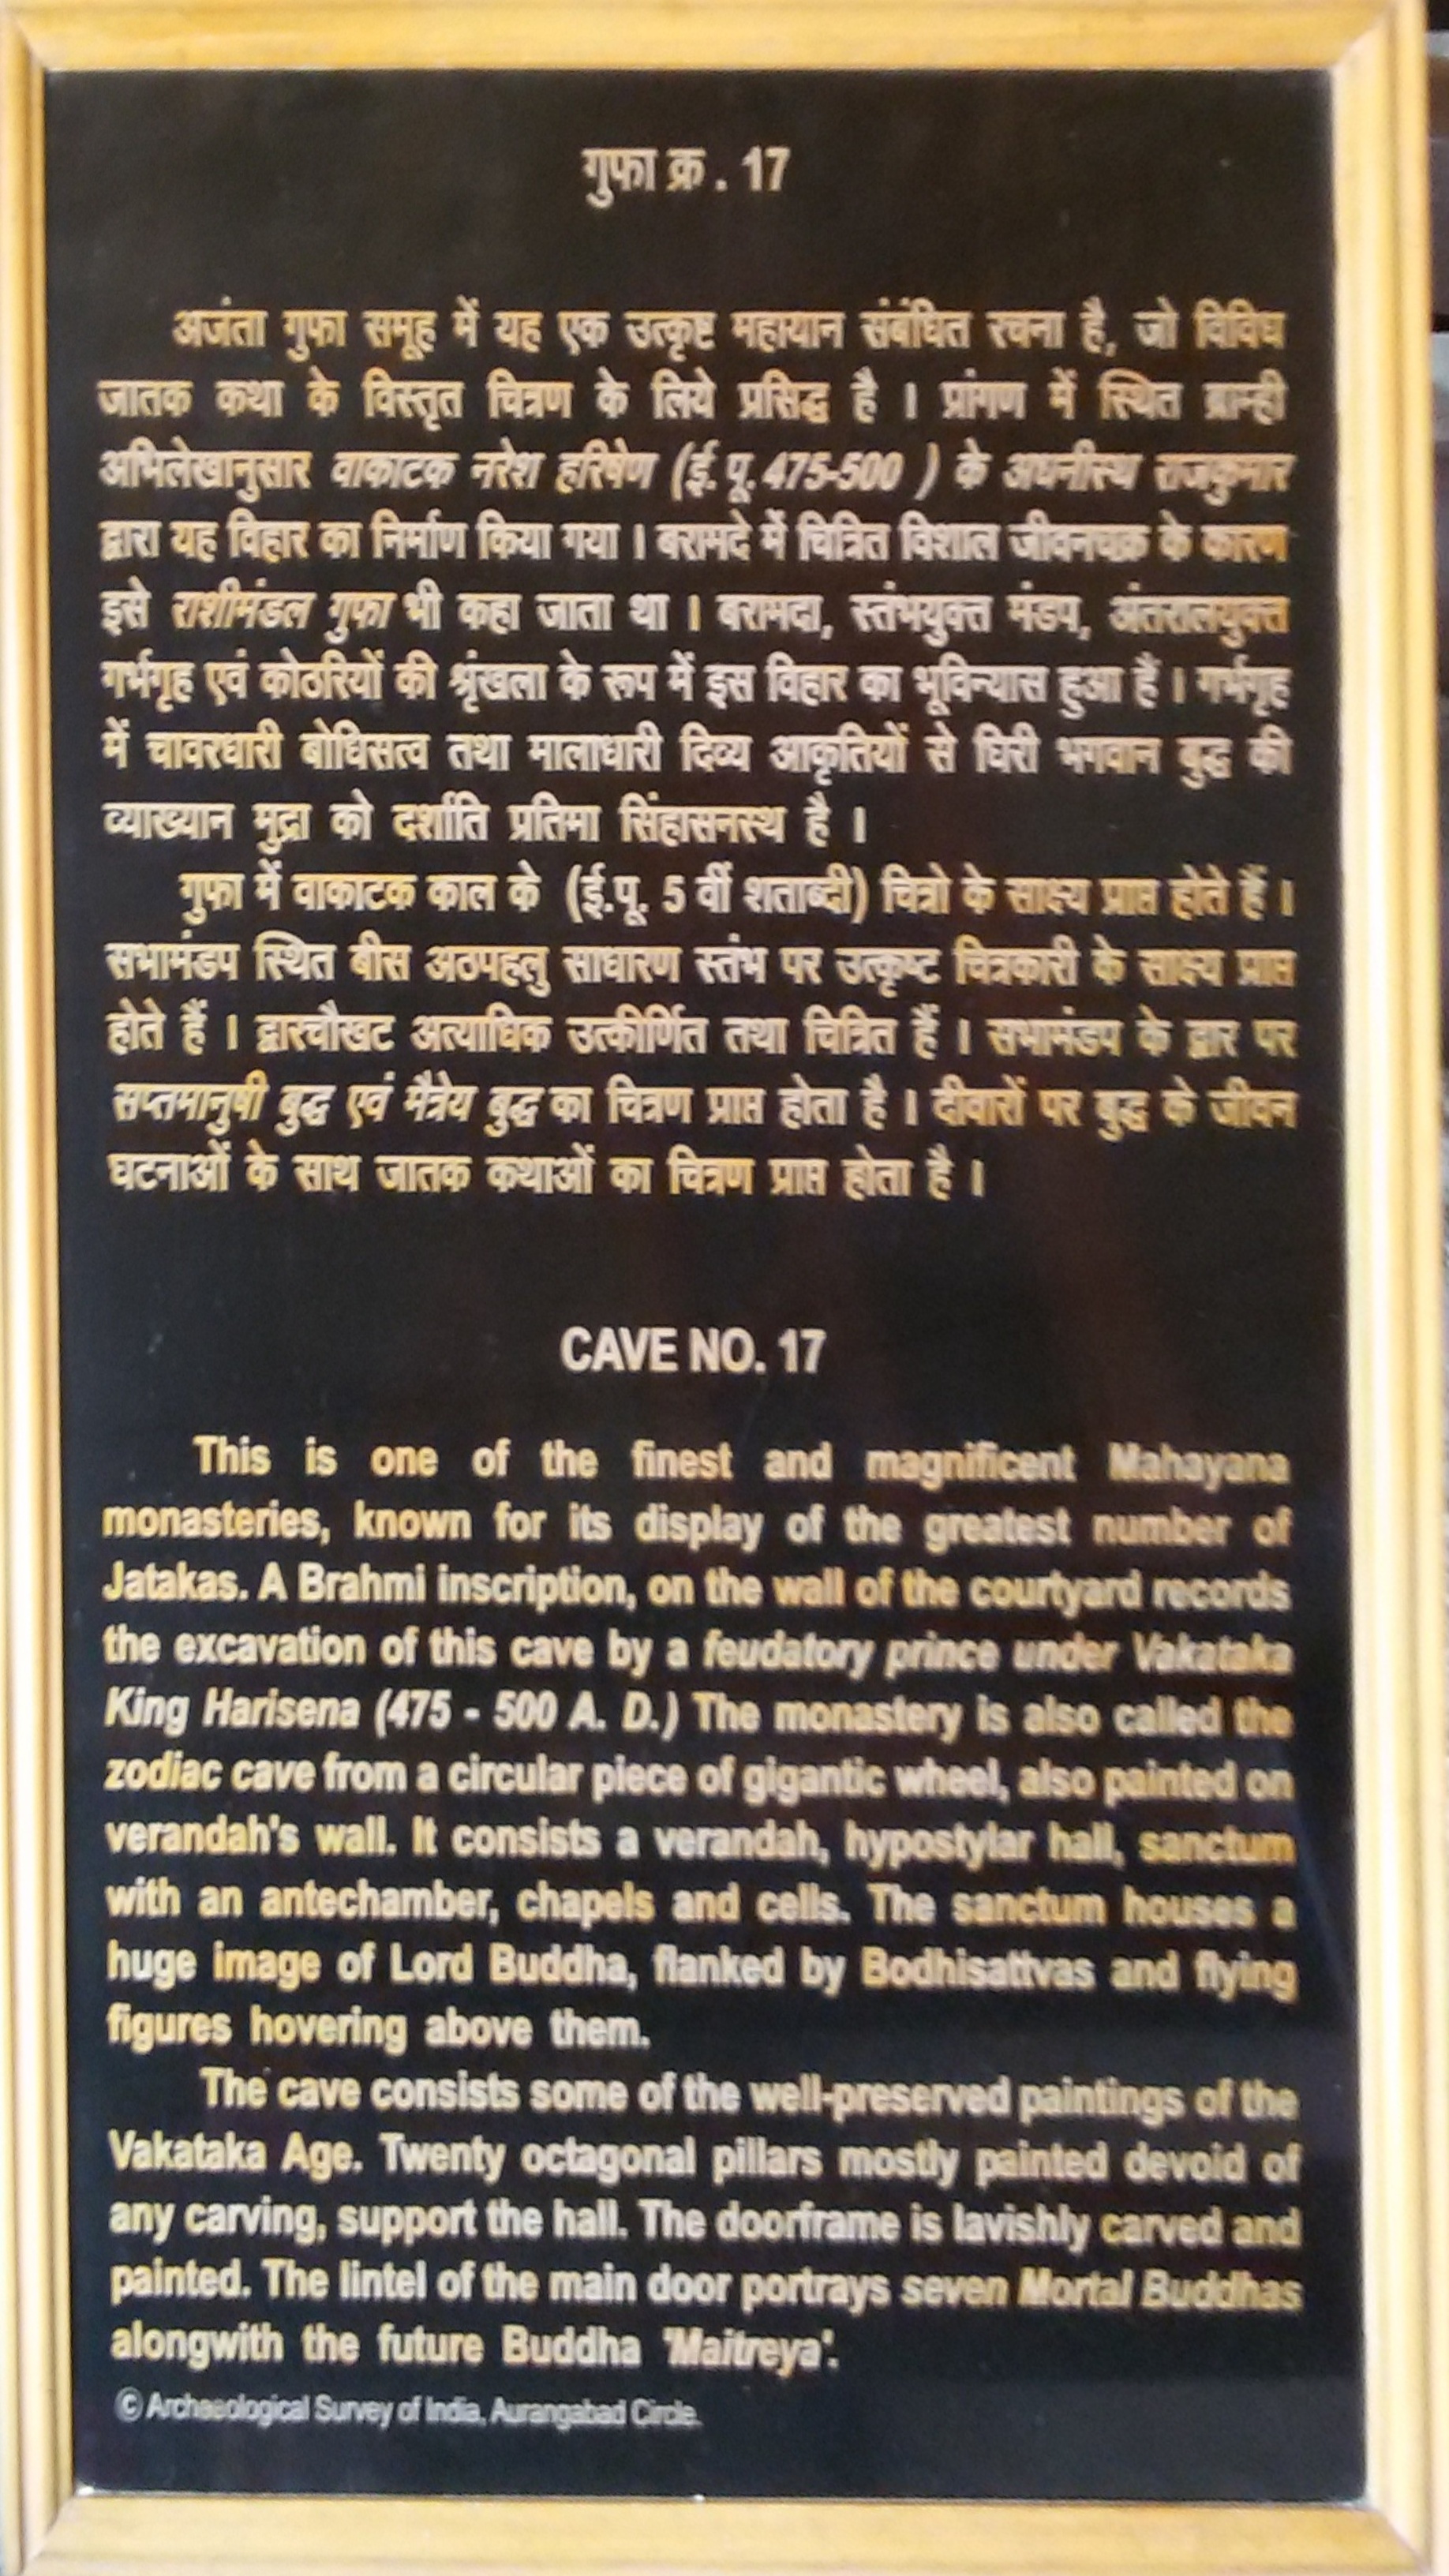 गुफा क्र . 17
अजंता गुफा समूह में यह एक उत्कृष्ट महायान संबंधित रचना है, जो विविध
जातक कथा के विस्तृत चित्रण के लिये प्रसिद्ध है । प्रांगण में स्थित ब्राम्ही
अभिलेखानुसार वाकाटक नरेश हरिषेण (ई. पू. 475-500 ) के अधनीस्थ राजकुमार
द्वारा यह विहार का निर्माण किया गया । बरामदे में चित्रित विशाल जीवनचक्र के कारण
इसे राशीमंडल गुफा भी कहा जाता था । बरामदा, स्तंभयुक्त मंडप, अंतरालयुक्त
गर्भगृह एवं कोठरियों की श्रृंखला के रूप में इस विहार का भूविन्यास हुआ हैं । गर्भगृह
में चावरधारी बोधिसत्व तथा मालाधारी दिव्य आकृतियों से घिरी भगवान बुद्ध की
व्याख्यान मुद्रा को दर्शाति प्रतिमा सिंहासनस्थ है ।
गुफा में वाकाटक काल के (ई.पू. 5 वीं शताब्दी) चित्रो के साक्ष्य प्राप्त होते हैं ।
सभामंडप स्थित बीस अठपहलु साधारण स्तंभ पर उत्कृष्ट चित्रकारी के साक्ष्य प्राप्त
होते हैं । द्वारचौखट अत्याधिक उत्कीर्णित तथा चित्रित हैं । सभामंडप के द्वार पर
सप्तमानुषी बुद्ध एवं मैत्रेय बुद्ध का चित्रण प्राप्त होता है । दीवारों पर बुद्ध के जीवन
घटनाओं के साथ जातक कथाओं का चित्रण प्राप्त होता है ।
CAVE NO. 17
This is one of the finest and magnificent Mahayana
monasteries, known for its display of the greatest number of
Jatakas. A Brahmi inscription, on the wall of the courtyard records
the excavation of this cave by a feudatory prince under Vakataka
King Harisena (475 - 500 A. D.) The monastery is also called the
zodiac cave from a circular piece of gigantic wheel, also painted on
verandah's wall. It consists a verandah, hypostylar hall, sanctum
with an antechamber, chapels and cells. The sanctum houses a
huge image of Lord Buddha, flanked by Bodhisattvas and flying
figures hovering above them.
The cave consists some of the well-preserved paintings of the
Vakataka Age. Twenty octagonal pillars mostly painted devoid of
any carving, support the hall. The doorframe is lavishly carved and
painted. The lintel of the main door portrays seven Mortal Buddhas
alongwith the future Buddha 'Maitreya'.
© Archaeological Survey of India, Aurangabad Circle.